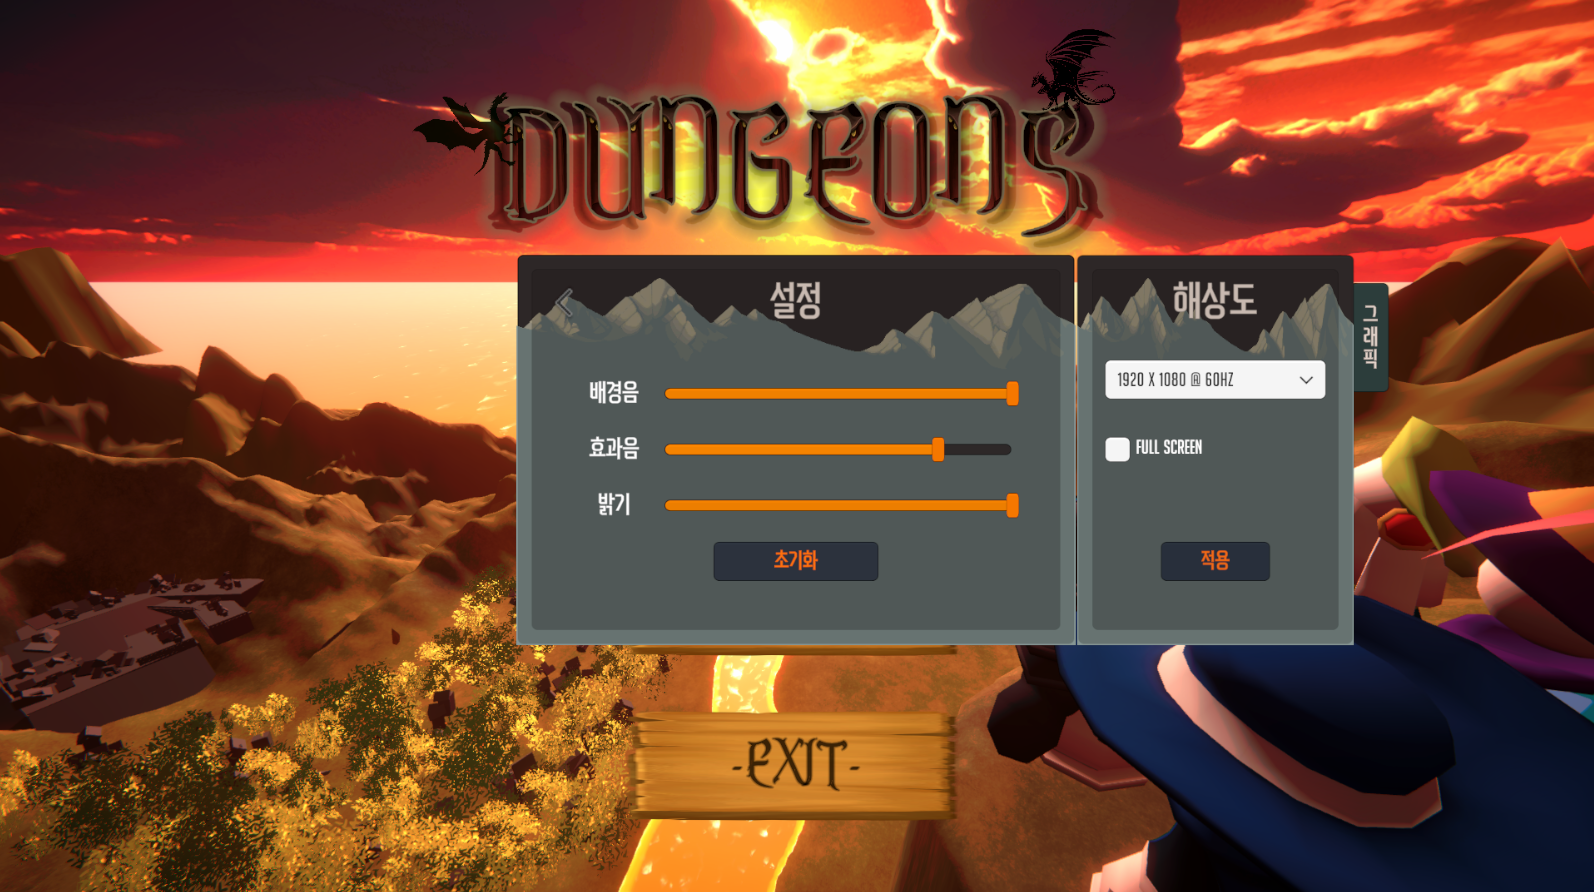 DUNGEONS
설정
배경음
효과음
밝기
초기화
해상도
1920 X 1080 @ 60HZ
FULL SCREEN
적용
그래픽
-EXIT-